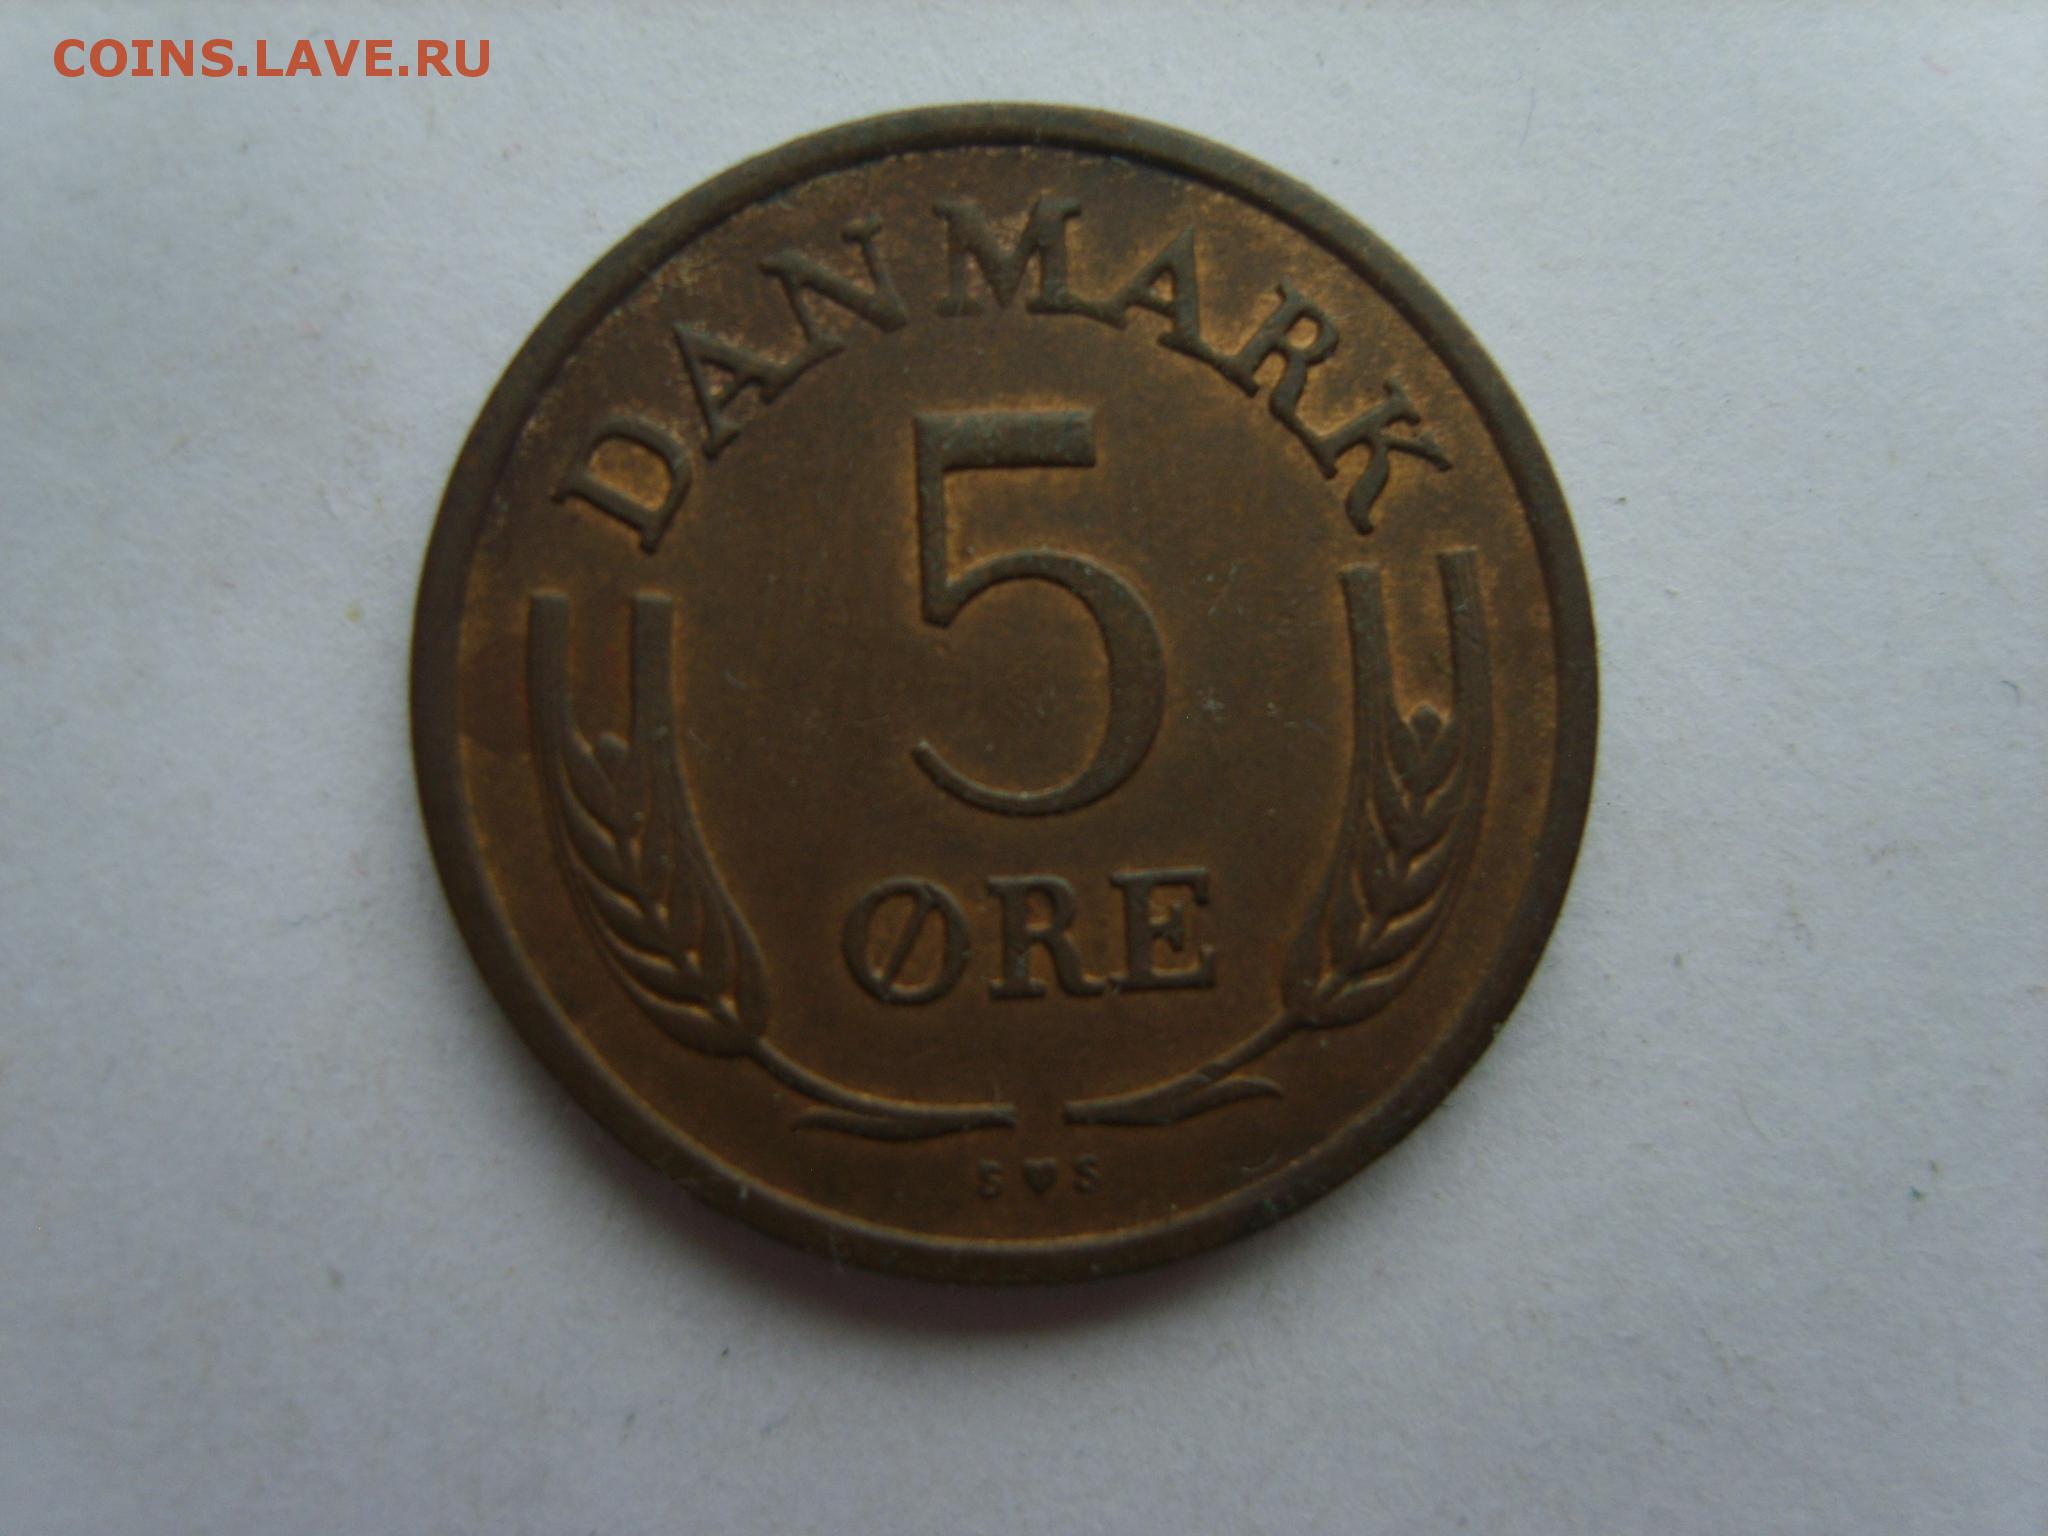 COINS.LAVE.RU
DANMARK
5
ØRE
S♥S